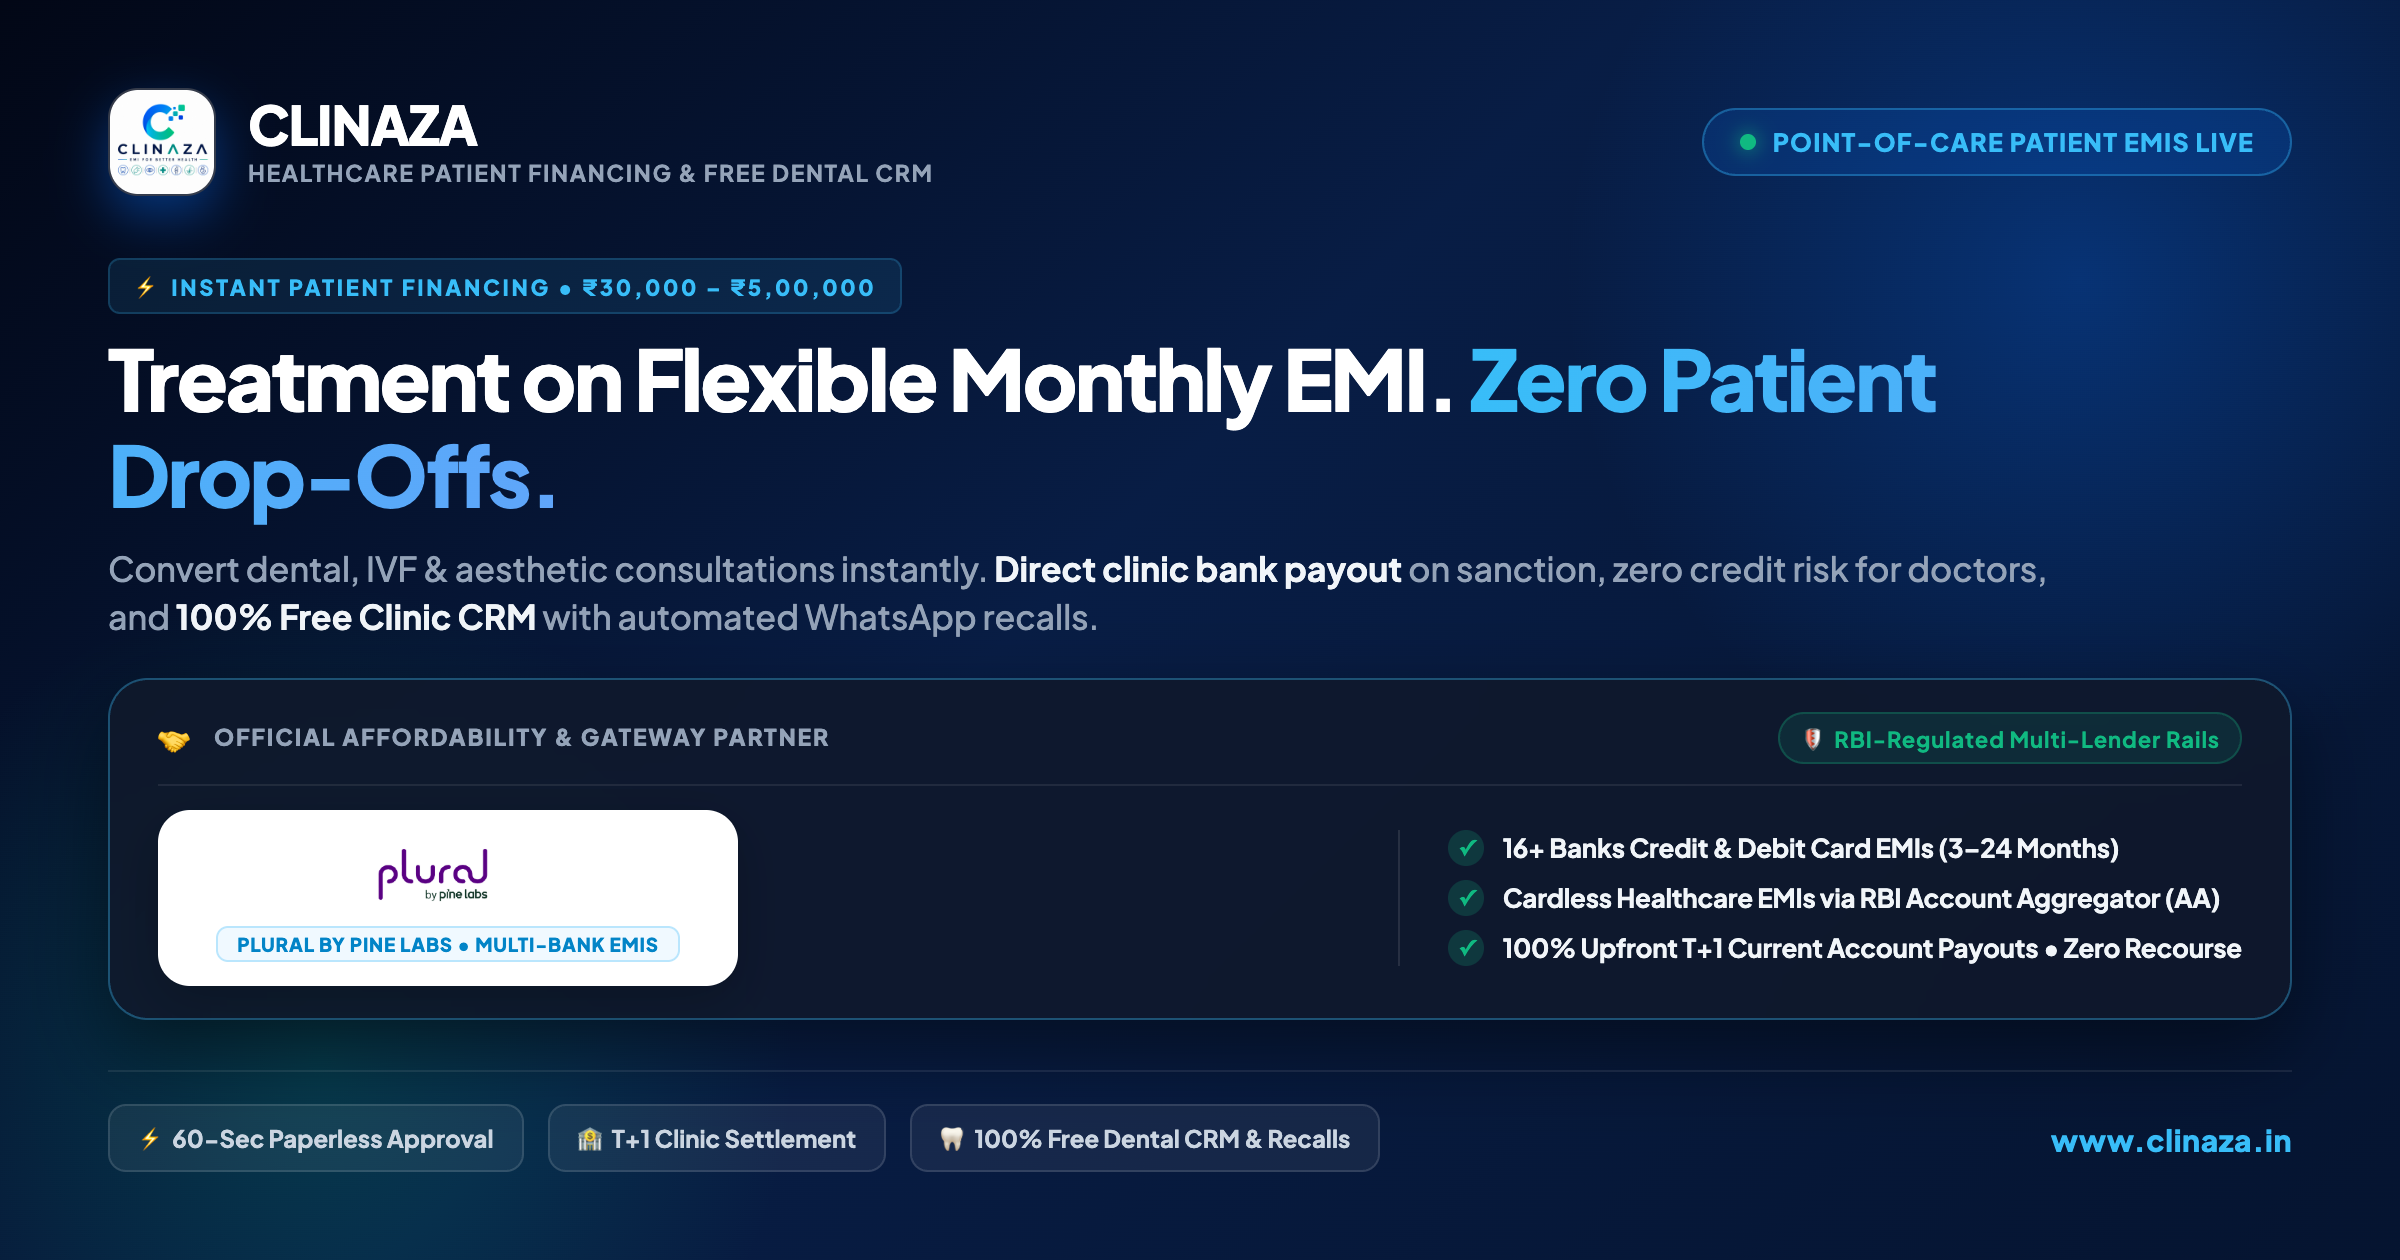 CLINAZA
EMI FOR BETTER HEALTH
CLINAZA
HEALTHCARE PATIENT FINANCING & FREE DENTAL CRM
POINT-OF-CARE PATIENT EMIS LIVE
⚡ INSTANT PATIENT FINANCING • ₹30,000 – ₹5,00,000
Treatment on Flexible Monthly EMI. Zero Patient
Drop-Offs.
Convert dental, IVF & aesthetic consultations instantly. Direct clinic bank payout on sanction, zero credit risk for doctors,
and 100% Free Clinic CRM with automated WhatsApp recalls.
🤝 OFFICIAL AFFORDABILITY & GATEWAY PARTNER
RBI-Regulated Multi-Lender Rails
plural
by pine labs
PLURAL BY PINE LABS • MULTI-BANK EMIS
✓ 16+ Banks Credit & Debit Card EMIs (3–24 Months)
✓ Cardless Healthcare EMIs via RBI Account Aggregator (AA)
✓ 100% Upfront T+1 Current Account Payouts • Zero Recourse
⚡ 60-Sec Paperless Approval
🏦 T+1 Clinic Settlement
🦷 100% Free Dental CRM & Recalls
www.clinaza.in